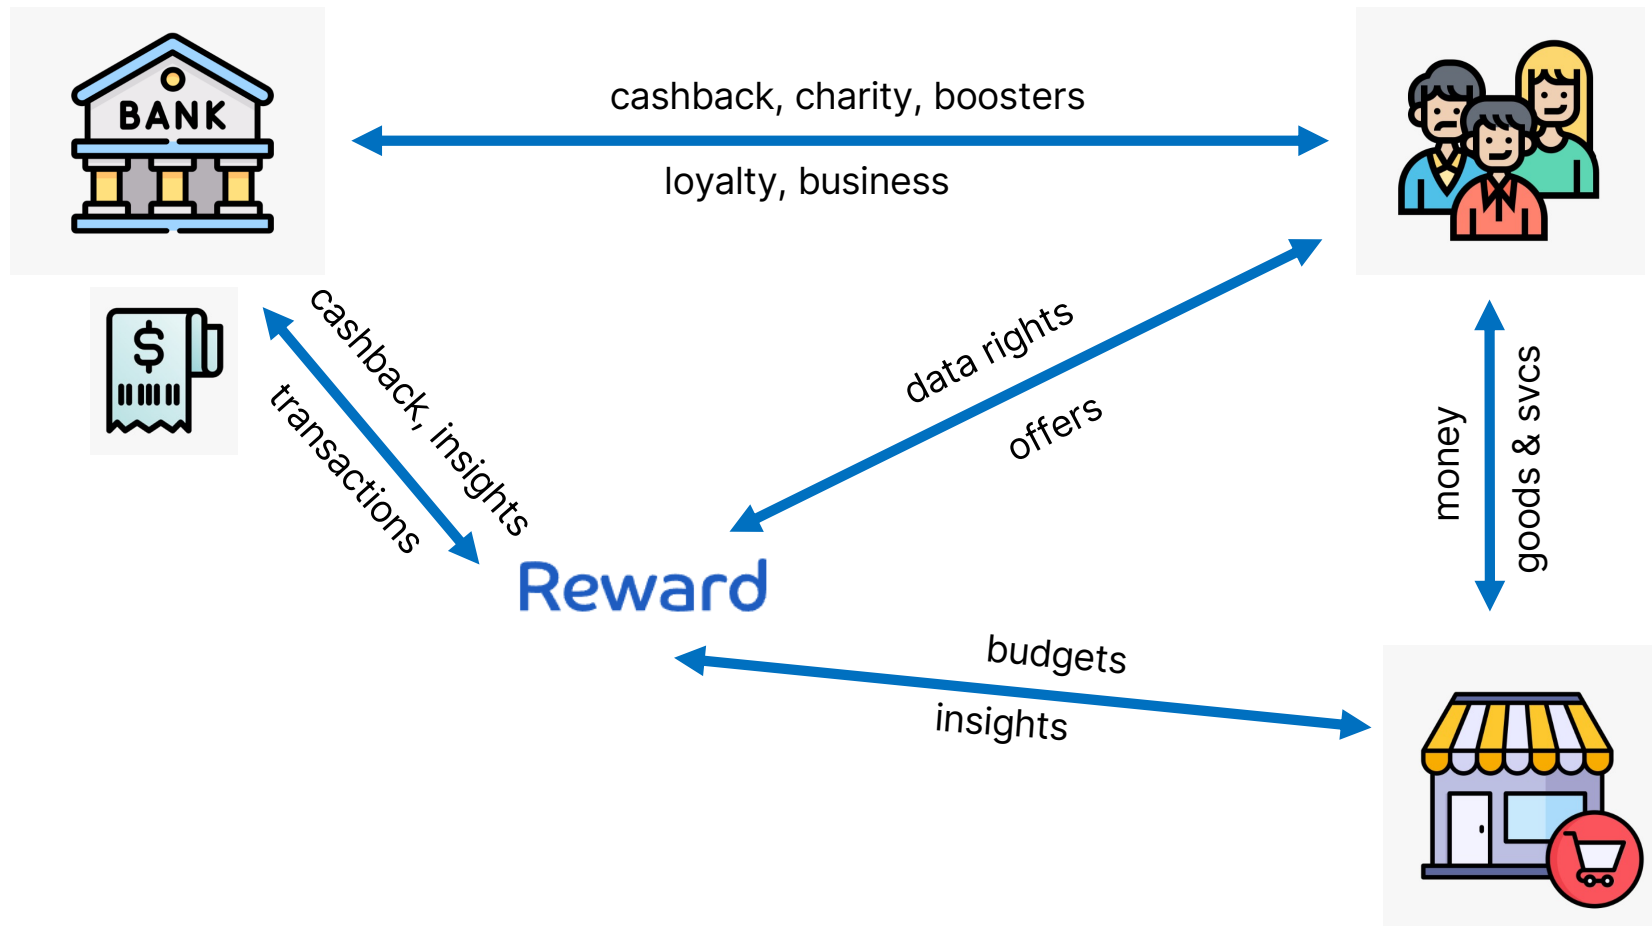 BANK
cashback, charity, boosters
loyalty, business
$
cashback, insights
transactions
data rights
offers
money
goods & svcs
Reward
budgets
insights